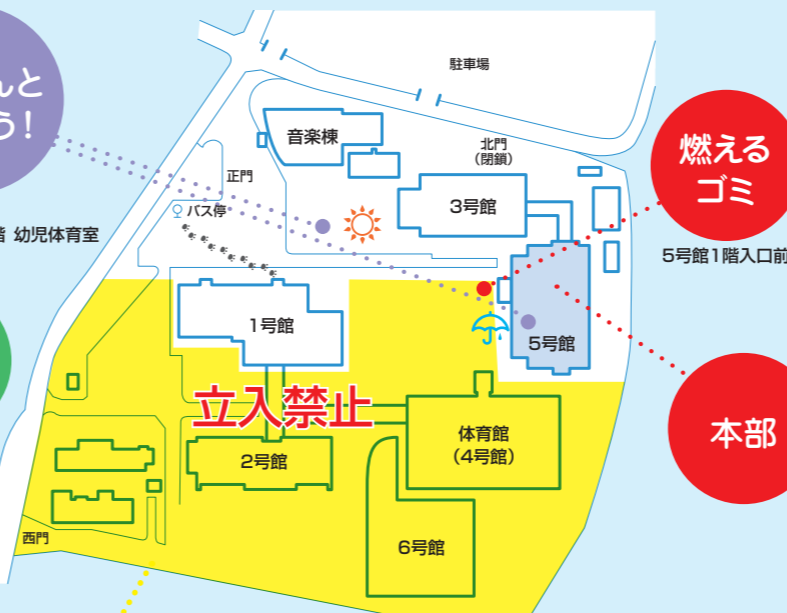 んと
う!
階 幼児体育室
駐車場
音楽棟
北門
(閉鎖)
正門
バス停
3号館
燃える
ゴミ
5号館1階入口前
1号館
5号館
立入禁止
本部
体育館
(4号館)
2号館
6号館
西門